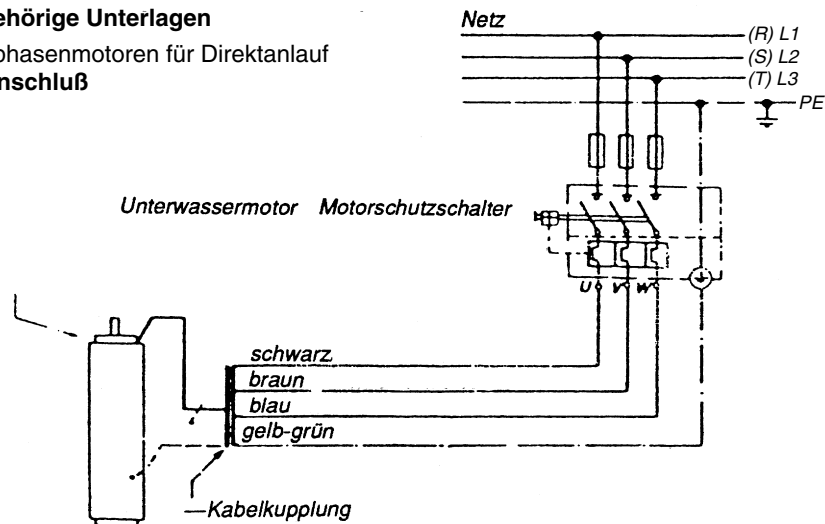 ehörige Unterlagen
phasenmotoren für Direktanlauf
nschluß
Netz
(R) L1
(S) L2
(T) L3
PE
Unterwassermotor Motorschutzschalter
U V W
schwarz
braun
blau
gelb-grün
Kabelkupplung